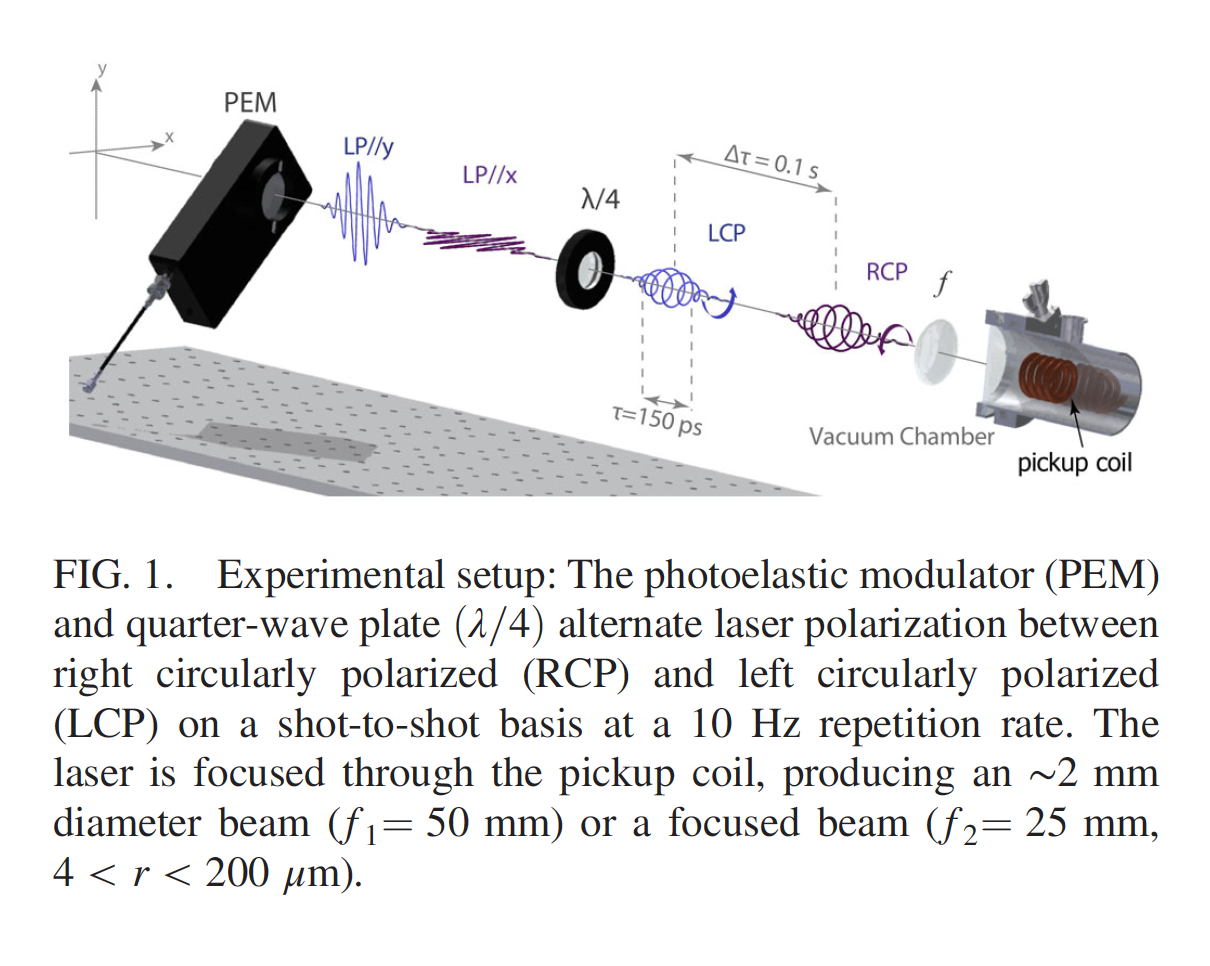 y
x
PEM
LP//y
LP//x
λ/4
Δτ = 0.1 s
LCP
RCP
f
τ=150 ps
Vacuum Chamber
pickup coil
FIG. 1. Experimental setup: The photoelastic modulator (PEM)
and quarter-wave plate (λ/4) alternate laser polarization between
right circularly polarized (RCP) and left circularly polarized
(LCP) on a shot-to-shot basis at a 10 Hz repetition rate. The
laser is focused through the pickup coil, producing an ~2 mm
diameter beam (f₁= 50 mm) or a focused beam (f₂= 25 mm,
4 < r < 200 μm).